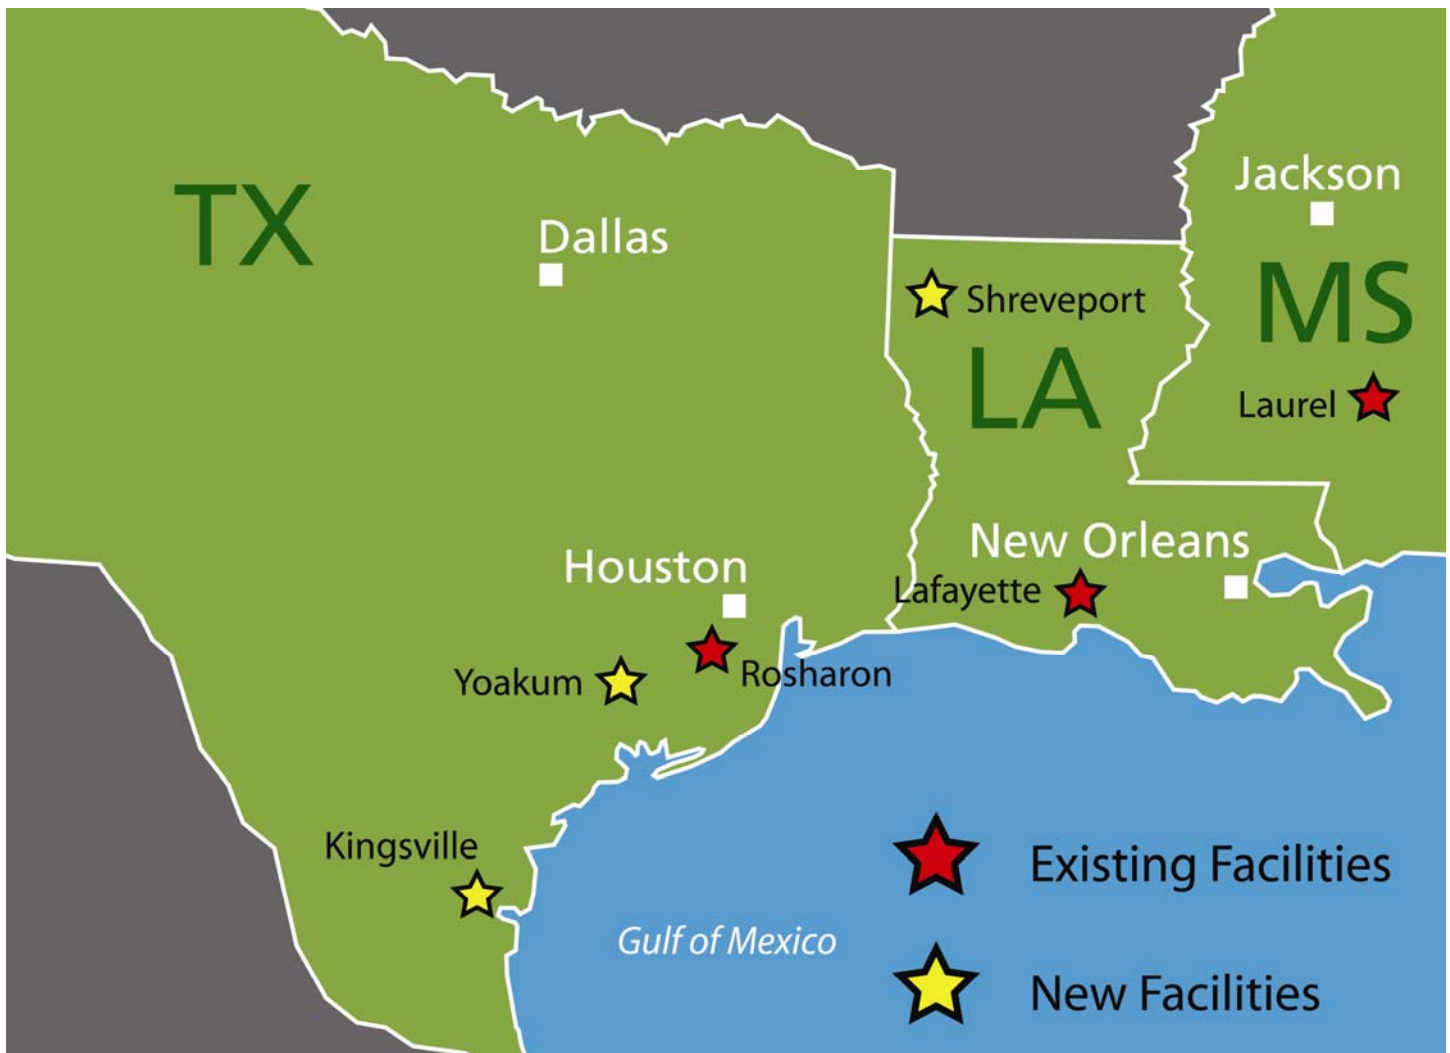 Jackson
TX
Dallas
MS
Shreveport
LA
Laurel
New Orleans
Houston
Lafayette
Rosharon
Yoakum
Kingsville
Existing Facilities
Gulf of Mexico
New Facilities